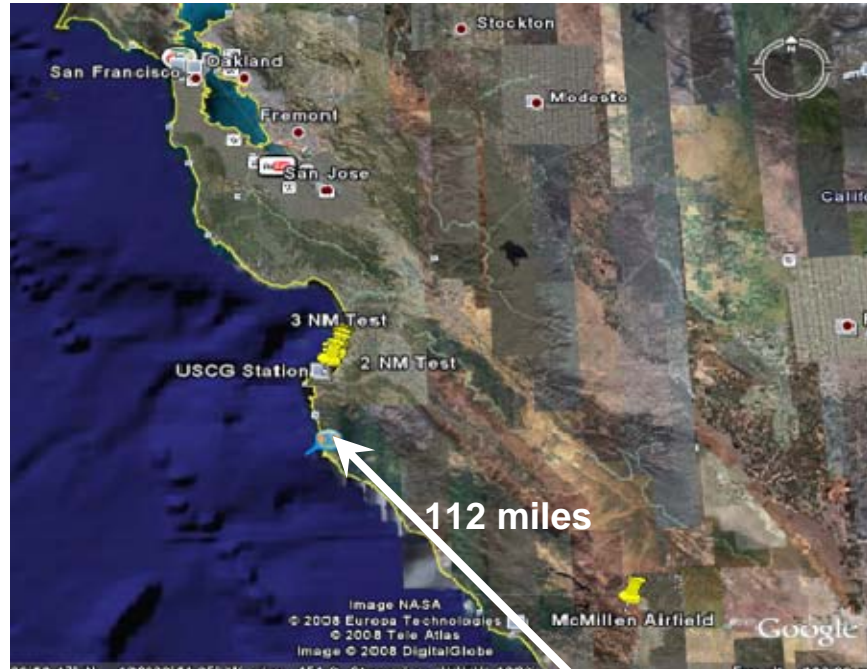 Stockton
Oakland
San Francisco
Modesto
Fremont
San Jose
N
3 NM Test
USCG Station
2 NM Test
112 miles
McMillen Airfield
Image NASA
© 2008 Europa Technologies
© 2008 Tele Atlas
Image © 2008 DigitalGlobe
Google